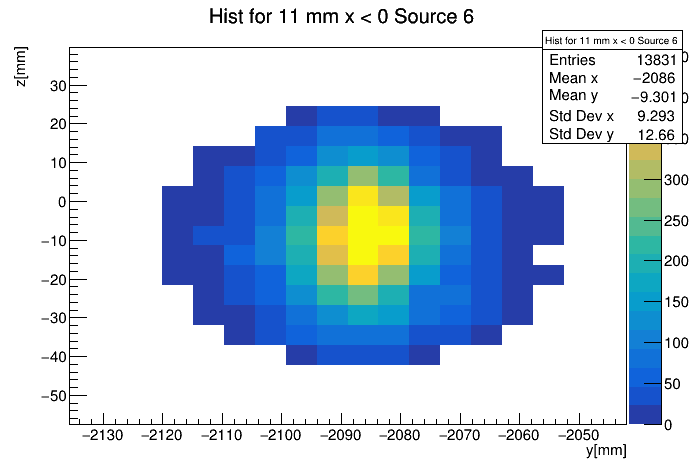 Hist for 11 mm x < 0 Source 6
Hist for 11 mm x < 0 Source 6
Entries 13831
Mean x −2086
Mean y −9.301
Std Dev x 9.293
Std Dev y 12.66
z[mm]
30
20
10
0
−10
−20
−30
−40
−50
−2130 −2120 −2110 −2100 −2090 −2080 −2070 −2060 −2050
y[mm]
300
250
200
150
100
50
0